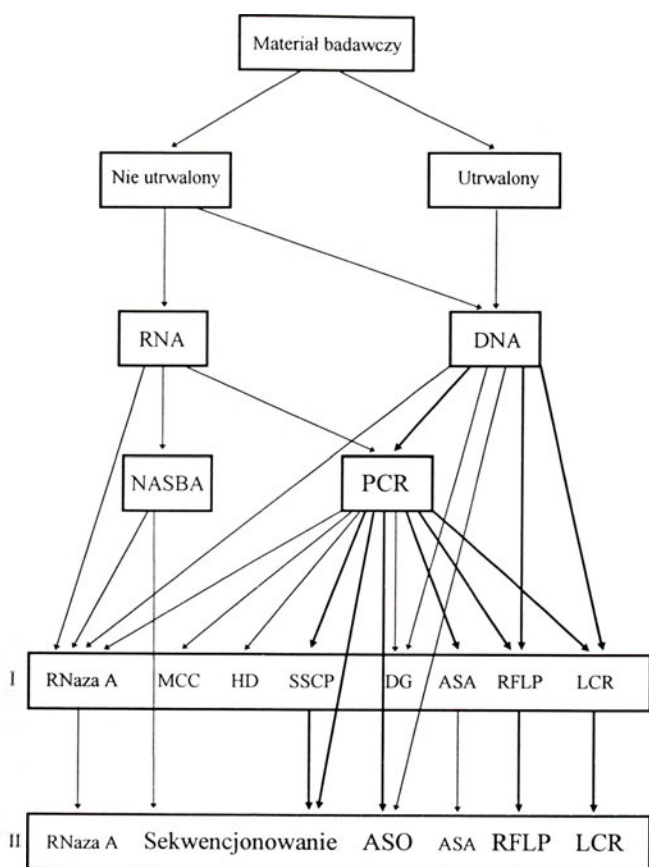 Materiał badawczy
Nie utrwalony Utrwalony
RNA DNA
NASBA PCR
I RNaza A MCC HD SSCP DG ASA RFLP LCR
II RNaza A Sekwencjonowanie ASO ASA RFLP LCR